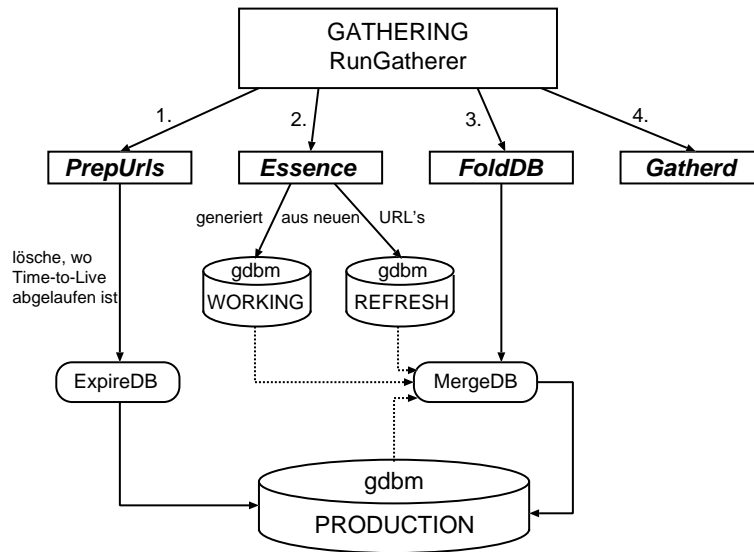 GATHERING
RunGatherer
1.
2.
3.
4.
PrepUrls
Essence
FoldDB
Gatherd
generiert aus neuen URL's
lösche, wo
Time-to-Live
abgelaufen ist
gdbm
WORKING
gdbm
REFRESH
ExpireDB
MergeDB
gdbm
PRODUCTION